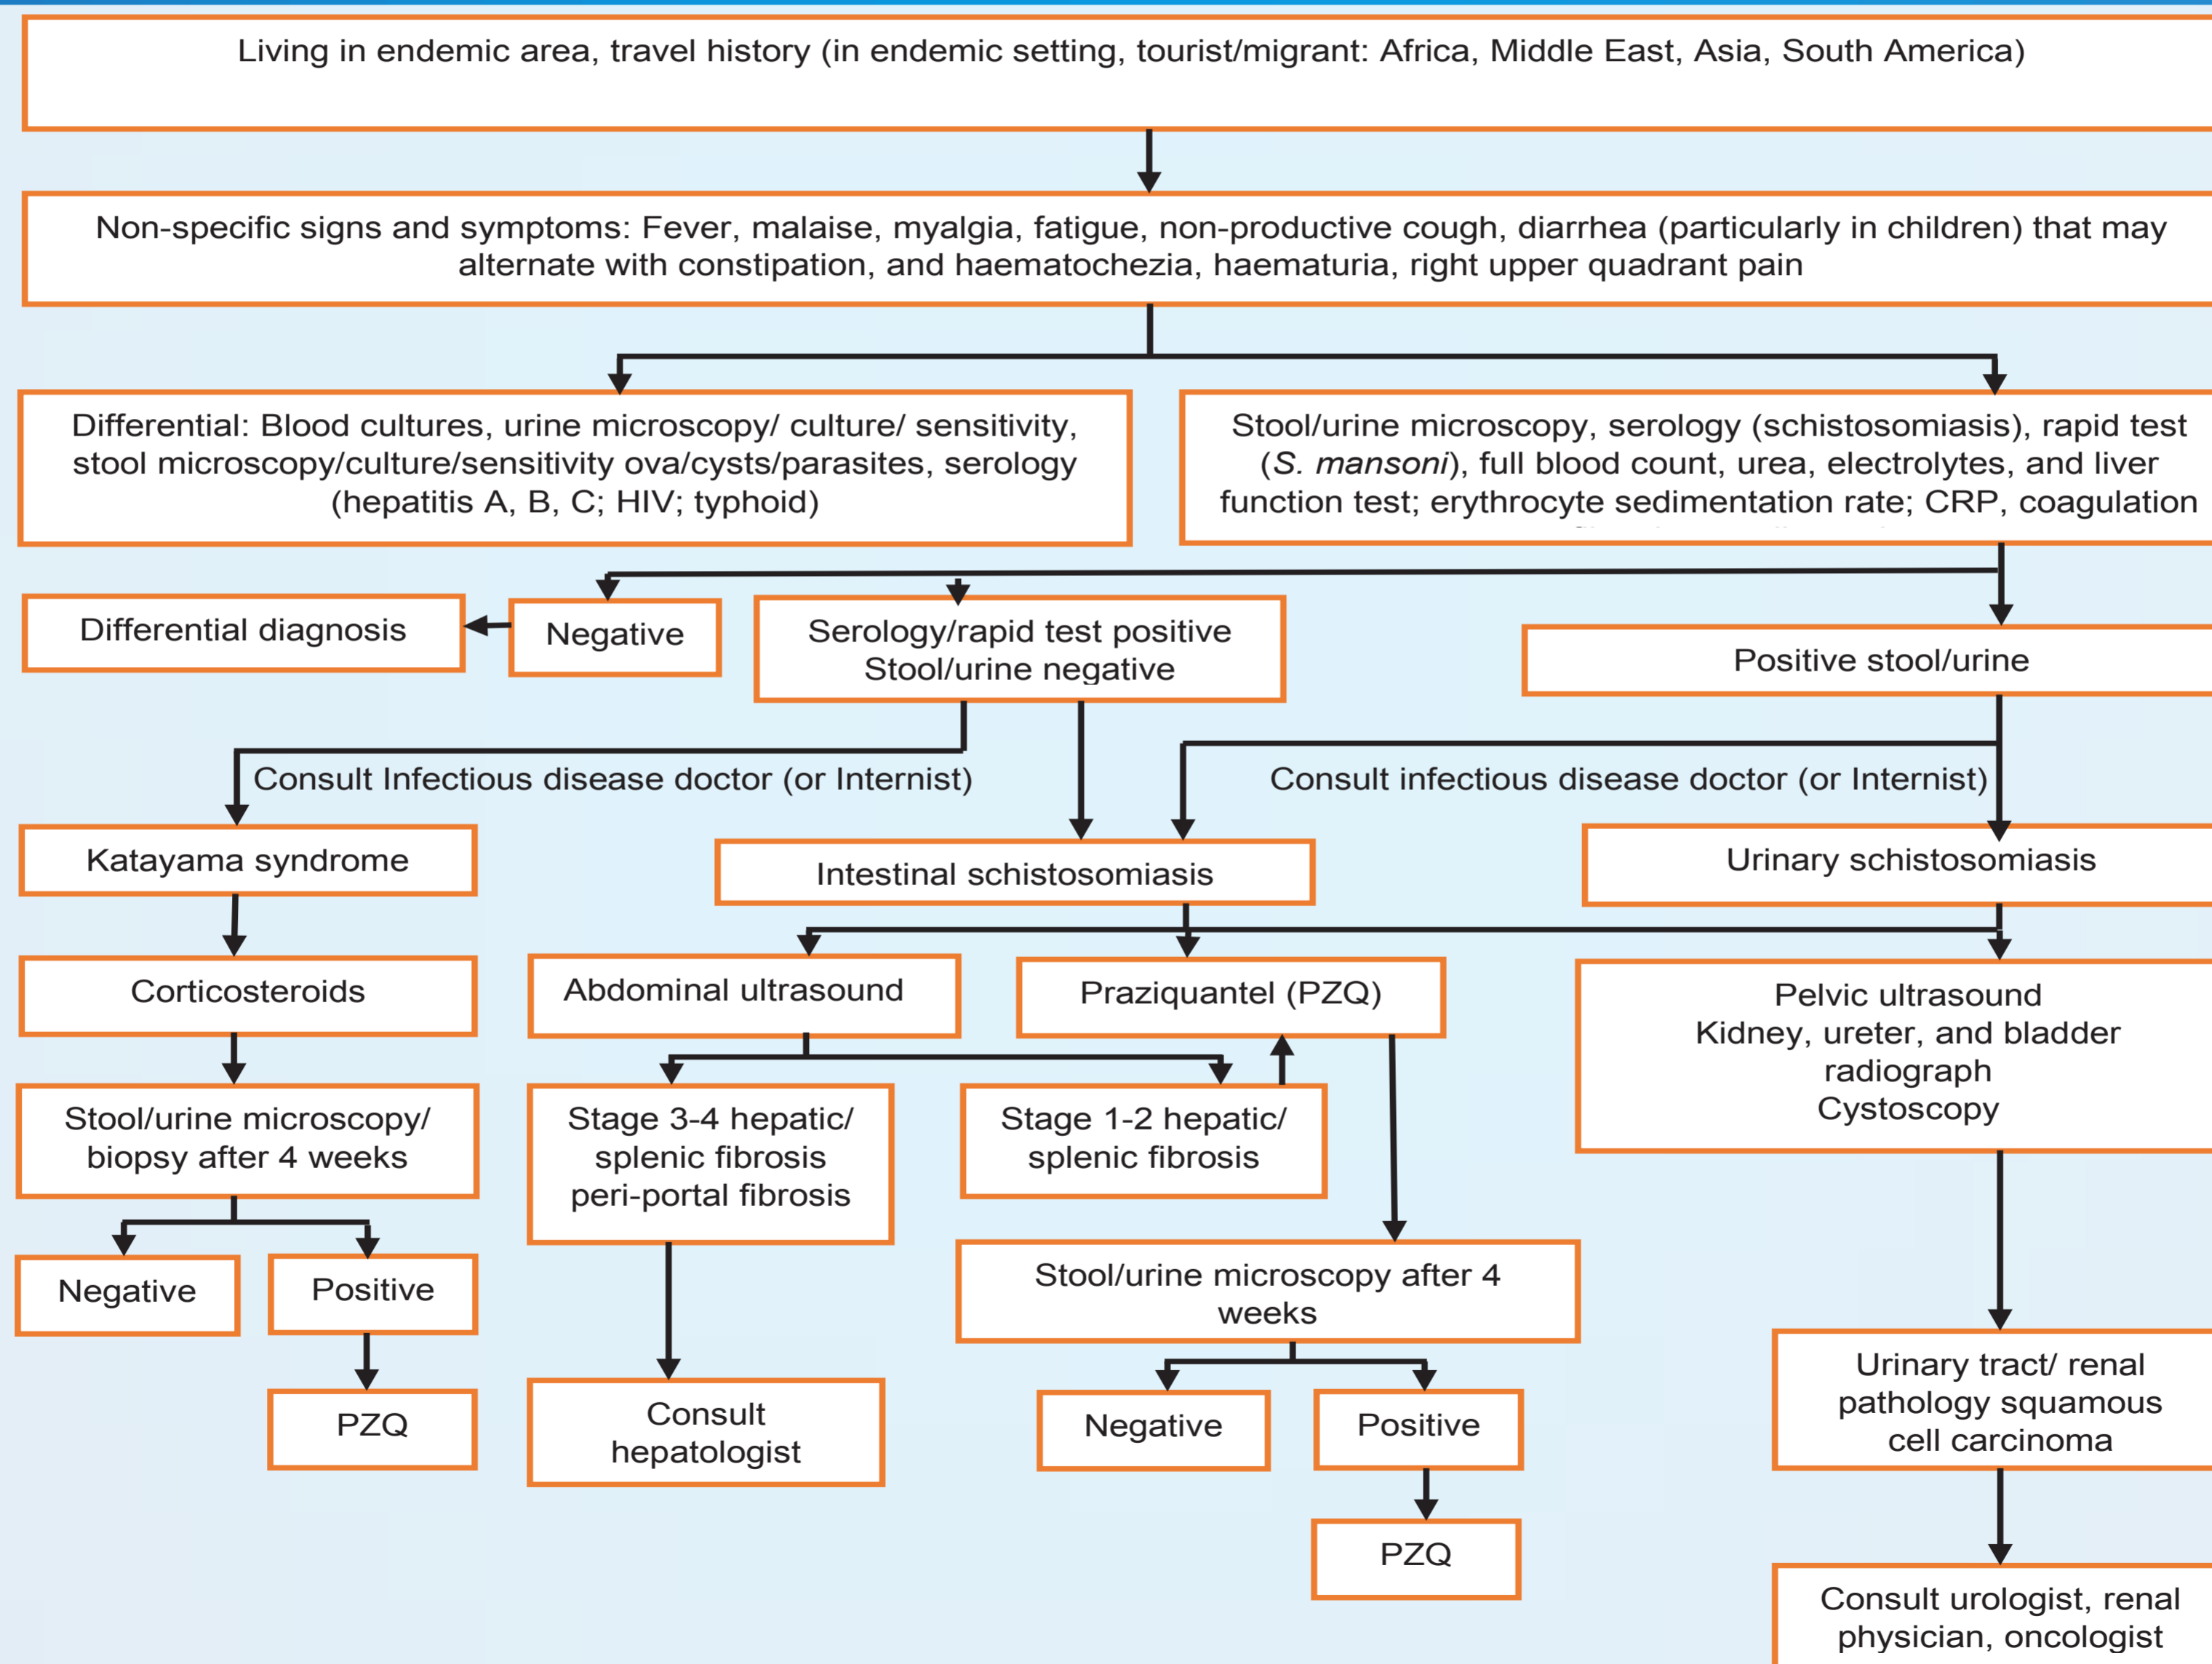 Living in endemic area, travel history (in endemic setting, tourist/migrant: Africa, Middle East, Asia, South America)
Non-specific signs and symptoms: Fever, malaise, myalgia, fatigue, non-productive cough, diarrhea (particularly in children) that may
alternate with constipation, and haematochezia, haematuria, right upper quadrant pain
Differential: Blood cultures, urine microscopy/ culture/ sensitivity,
stool microscopy/culture/sensitivity ova/cysts/parasites, serology
(hepatitis A, B, C; HIV; typhoid)
Stool/urine microscopy, serology (schistosomiasis), rapid test
(S. mansoni), full blood count, urea, electrolytes, and liver
function test; erythrocyte sedimentation rate; CRP, coagulation
Differential diagnosis
Negative
Serology/rapid test positive
Stool/urine negative
Positive stool/urine
Consult Infectious disease doctor (or Internist)
Consult infectious disease doctor (or Internist)
Katayama syndrome
Intestinal schistosomiasis
Urinary schistosomiasis
Corticosteroids
Abdominal ultrasound
Praziquantel (PZQ)
Pelvic ultrasound
Kidney, ureter, and bladder
radiograph
Cystoscopy
Stool/urine microscopy/
biopsy after 4 weeks
Stage 3-4 hepatic/
splenic fibrosis
peri-portal fibrosis
Stage 1-2 hepatic/
splenic fibrosis
Negative
Positive
Stool/urine microscopy after 4
weeks
PZQ
Consult
hepatologist
Negative
Positive
Urinary tract/ renal
pathology squamous
cell carcinoma
PZQ
Consult urologist, renal
physician, oncologist